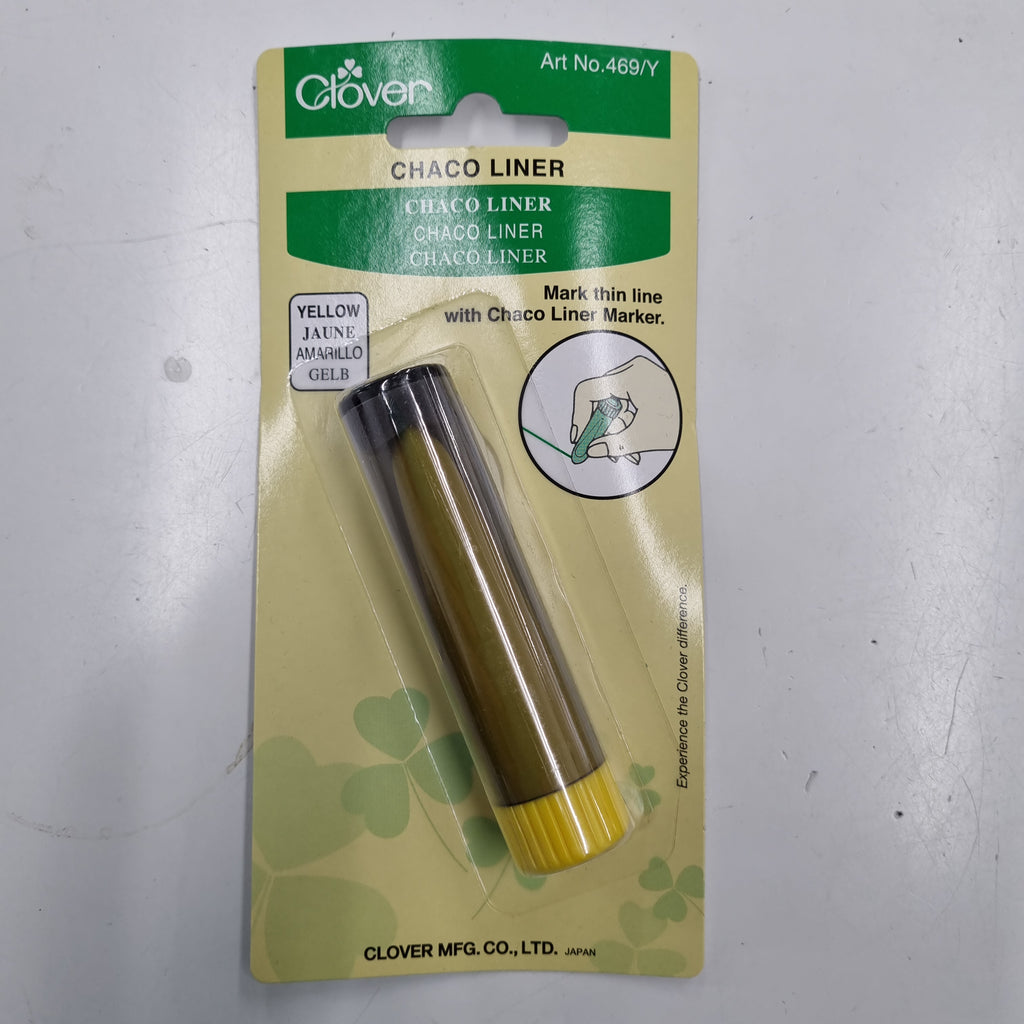 Clover
Art No.469/Y
CHACO LINER
CHACO LINER
CHACO LINER
CHACO LINER
YELLOW
JAUNE
AMARILLO
GELB
Mark thin line
with Chaco Liner Marker.
Experience the Clover difference.
CLOVER MFG. CO., LTD. JAPAN